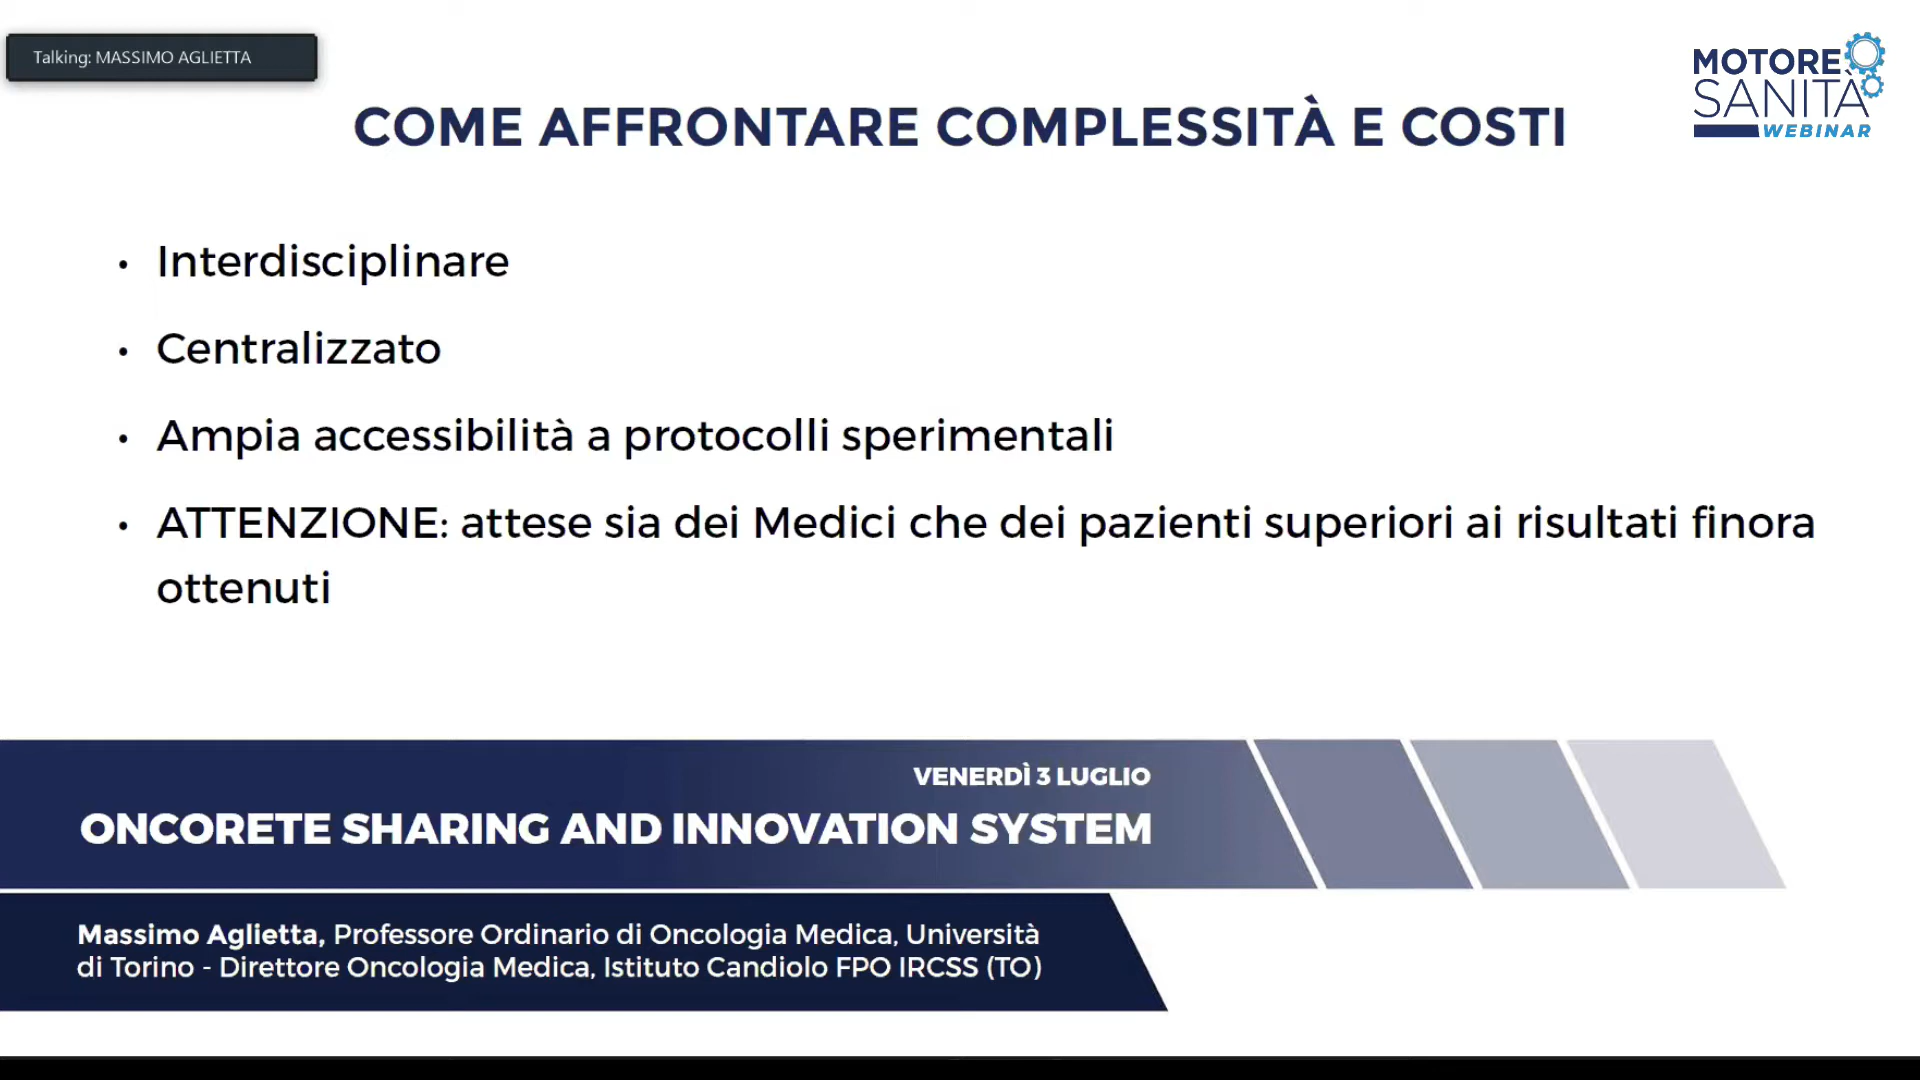 Talking: MASSIMO AGLIETTA
MOTORE
SANITÀ
WEBINAR
COME AFFRONTARE COMPLESSITÀ E COSTI
• Interdisciplinare
• Centralizzato
• Ampia accessibilità a protocolli sperimentali
• ATTENZIONE: attese sia dei Medici che dei pazienti superiori ai risultati finora
ottenuti
VENERDÌ 3 LUGLIO
ONCORETE SHARING AND INNOVATION SYSTEM
Massimo Aglietta, Professore Ordinario di Oncologia Medica, Università
di Torino - Direttore Oncologia Medica, Istituto Candiolo FPO IRCSS (TO)